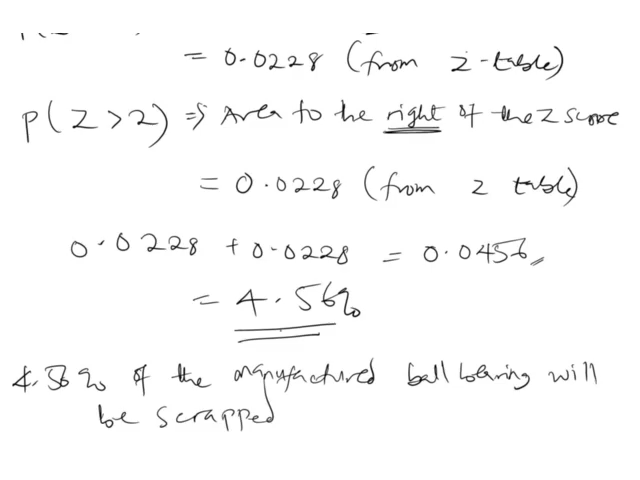 = 0.0228 (from z-table)
P(Z>2) => Area to the right of the Z score
= 0.0228 (from z table)
0.0228 + 0.0228 = 0.0456
= 4.56%
4.56% of the manufactured ball bearing will
be scrapped